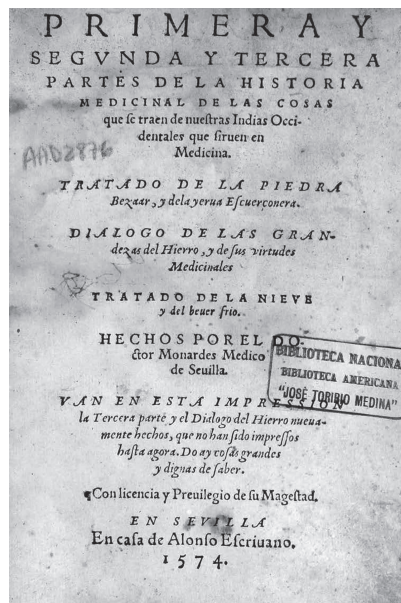 PRIMERA Y
SEGVNDA Y TERCERA
PARTES DE LA HISTORIA
MEDICINAL DE LAS COSAS
que se traen de nuestras Indias Occi-
dentales que siruen en
Medicina.
AAD2876
TRATADO DE LA PIEDRA
Bezaar, y dela yerua Escuerçonera.
DIALOGO DE LAS GRAN-
dezas del Hierro, y de sus virtudes
Medicinales
TRATADO DE LA NIEVE
y del beuer frio.
HECHOS POR EL DO-
ctor Monardes Medico
de Seuilla.
BIBLIOTECA NACIONA
BIBLIOTECA AMERICANA
"JOSÉ TORIBIO MEDINA"
VAN EN ESTA IMPRESSION
la Tercera parte y el Dialogo del Hierro nueua-
mente hechos, que no han sido impressos
hasta agora. Do ay cosas grandes
y dignas de saber.
Con licencia y Preuilegio de su Magestad.
EN SEVILLA
En casa de Alonso Escriuano.
1574.